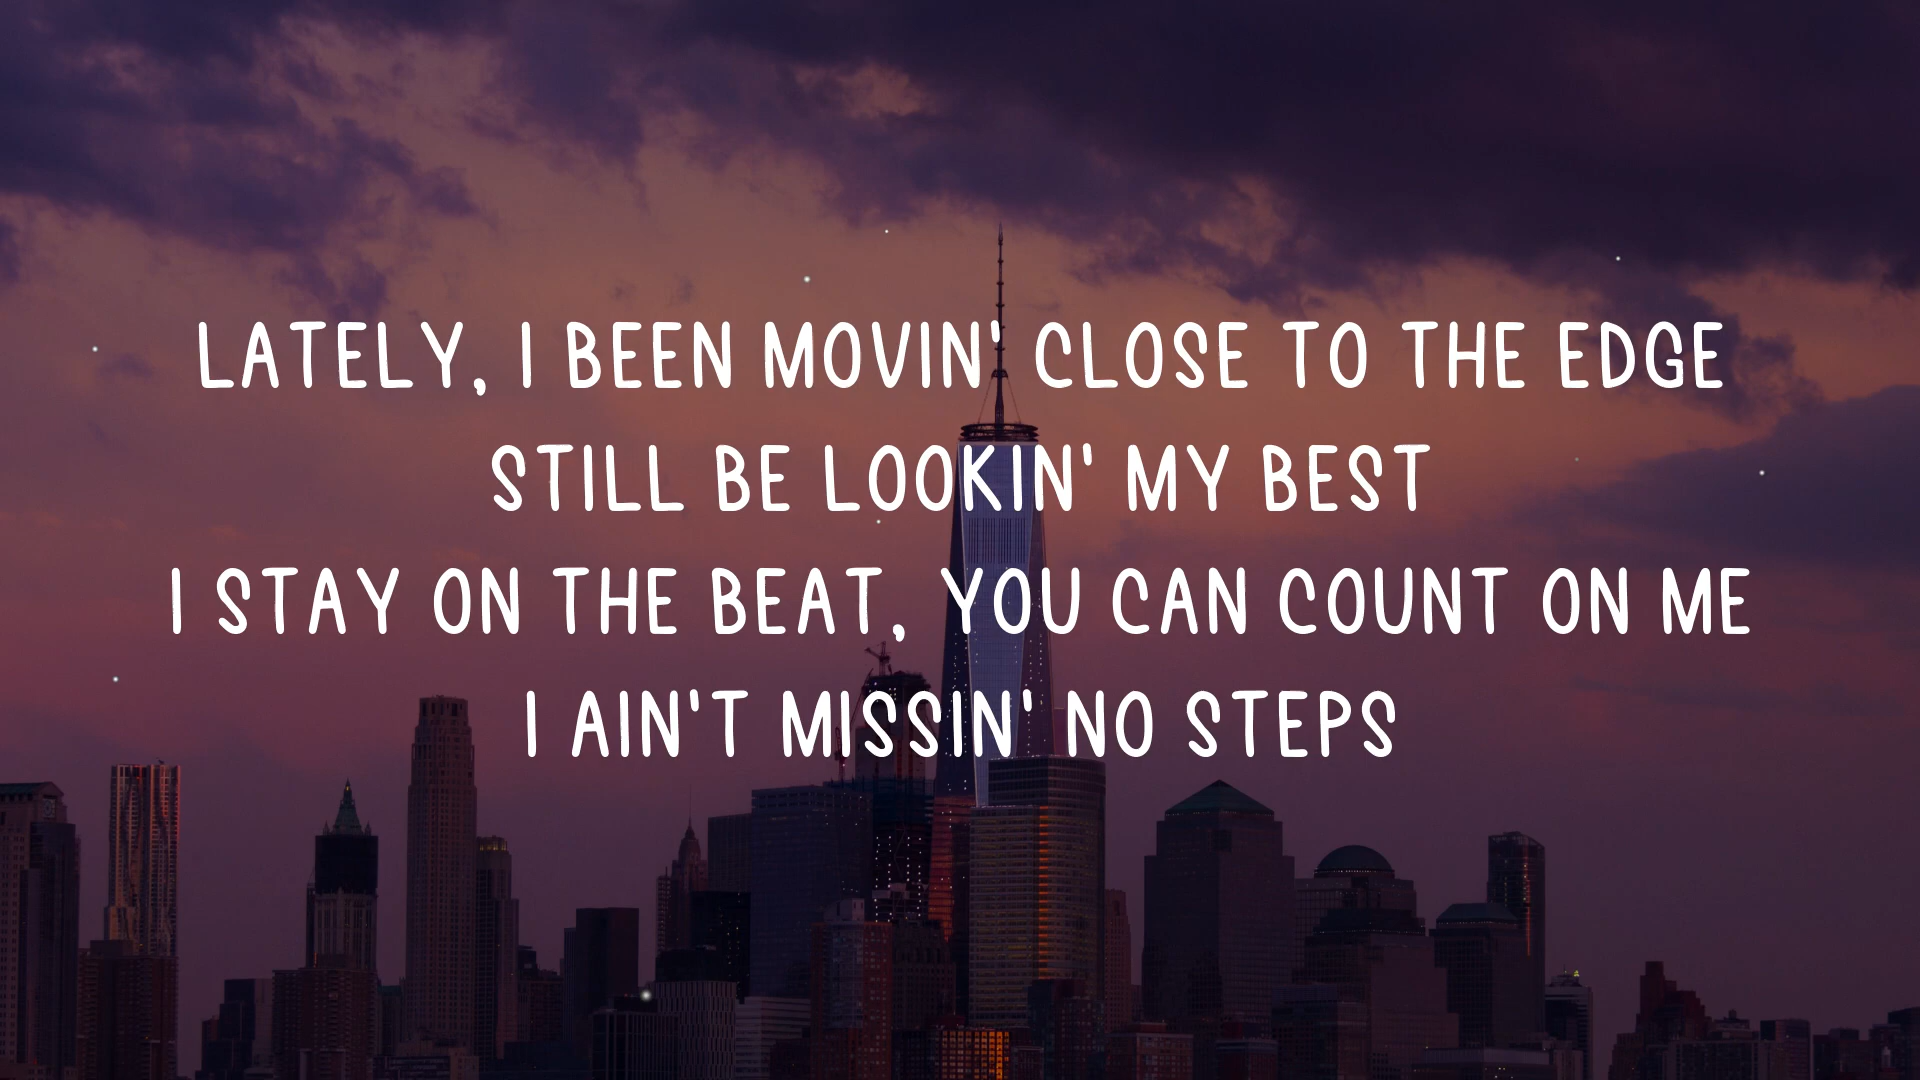 LATELY, I BEEN MOVIN' CLOSE TO THE EDGE
STILL BE LOOKIN' MY BEST
I STAY ON THE BEAT, YOU CAN COUNT ON ME
I AIN'T MISSIN' NO STEPS